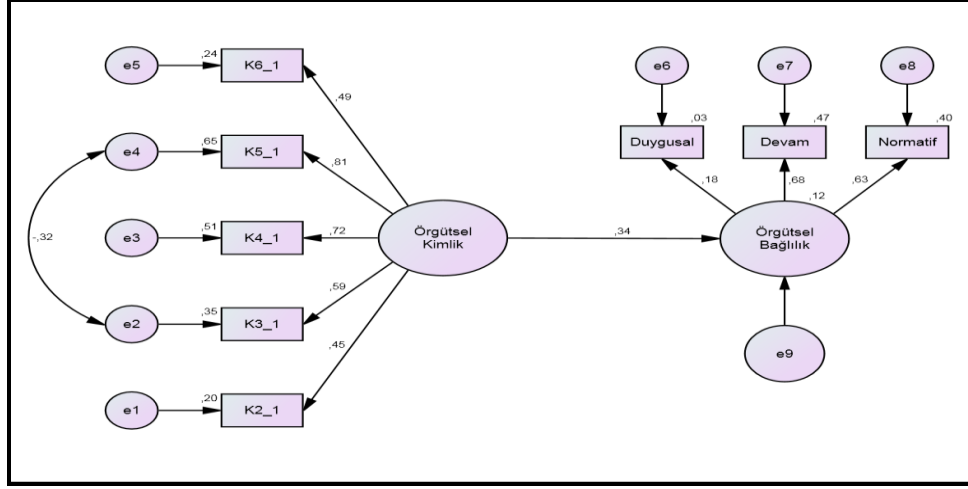 e5
,24
K6_1
,49
e4
,65
K5_1
,81
e3
,51
K4_1
,72
-,32
e2
,35
K3_1
,59
e1
,20
K2_1
,45
Örgütsel
Kimlik
,34
e6
e7
e8
,03
Duygusal
,47
Devam
,40
Normatif
,18
,68
,63
,12
Örgütsel
Bağlılık
e9